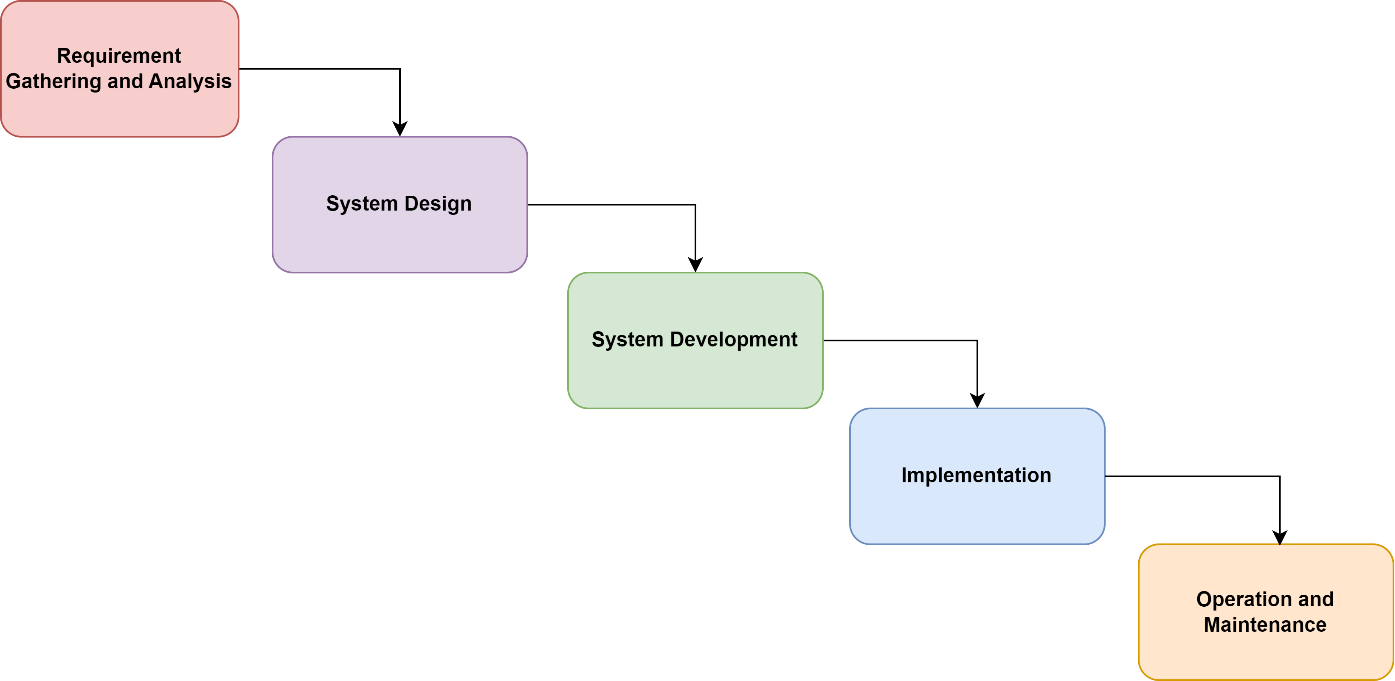 Requirement
Gathering and Analysis
System Design
System Development
Implementation
Operation and
Maintenance